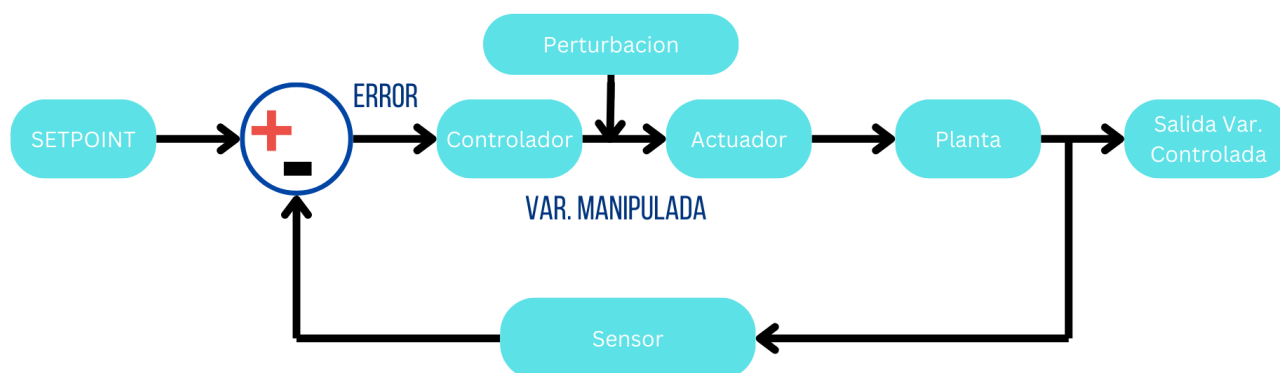 Perturbacion
ERROR
SETPOINT
+
-
Controlador
Actuador
Planta
Salida Var.
Controlada
VAR. MANIPULADA
Sensor